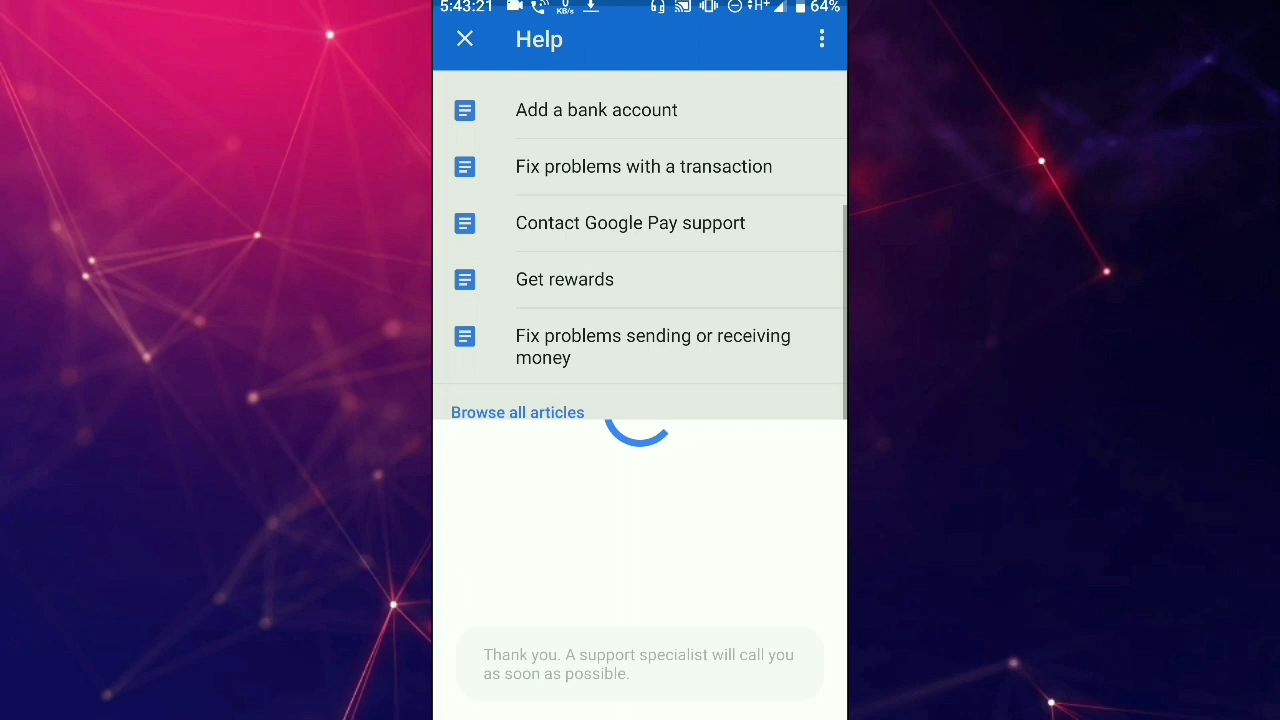 5:43:21 0 KB/s H+ 64%
Help
Add a bank account
Fix problems with a transaction
Contact Google Pay support
Get rewards
Fix problems sending or receiving
money
Browse all articles
Thank you. A support specialist will call you
as soon as possible.